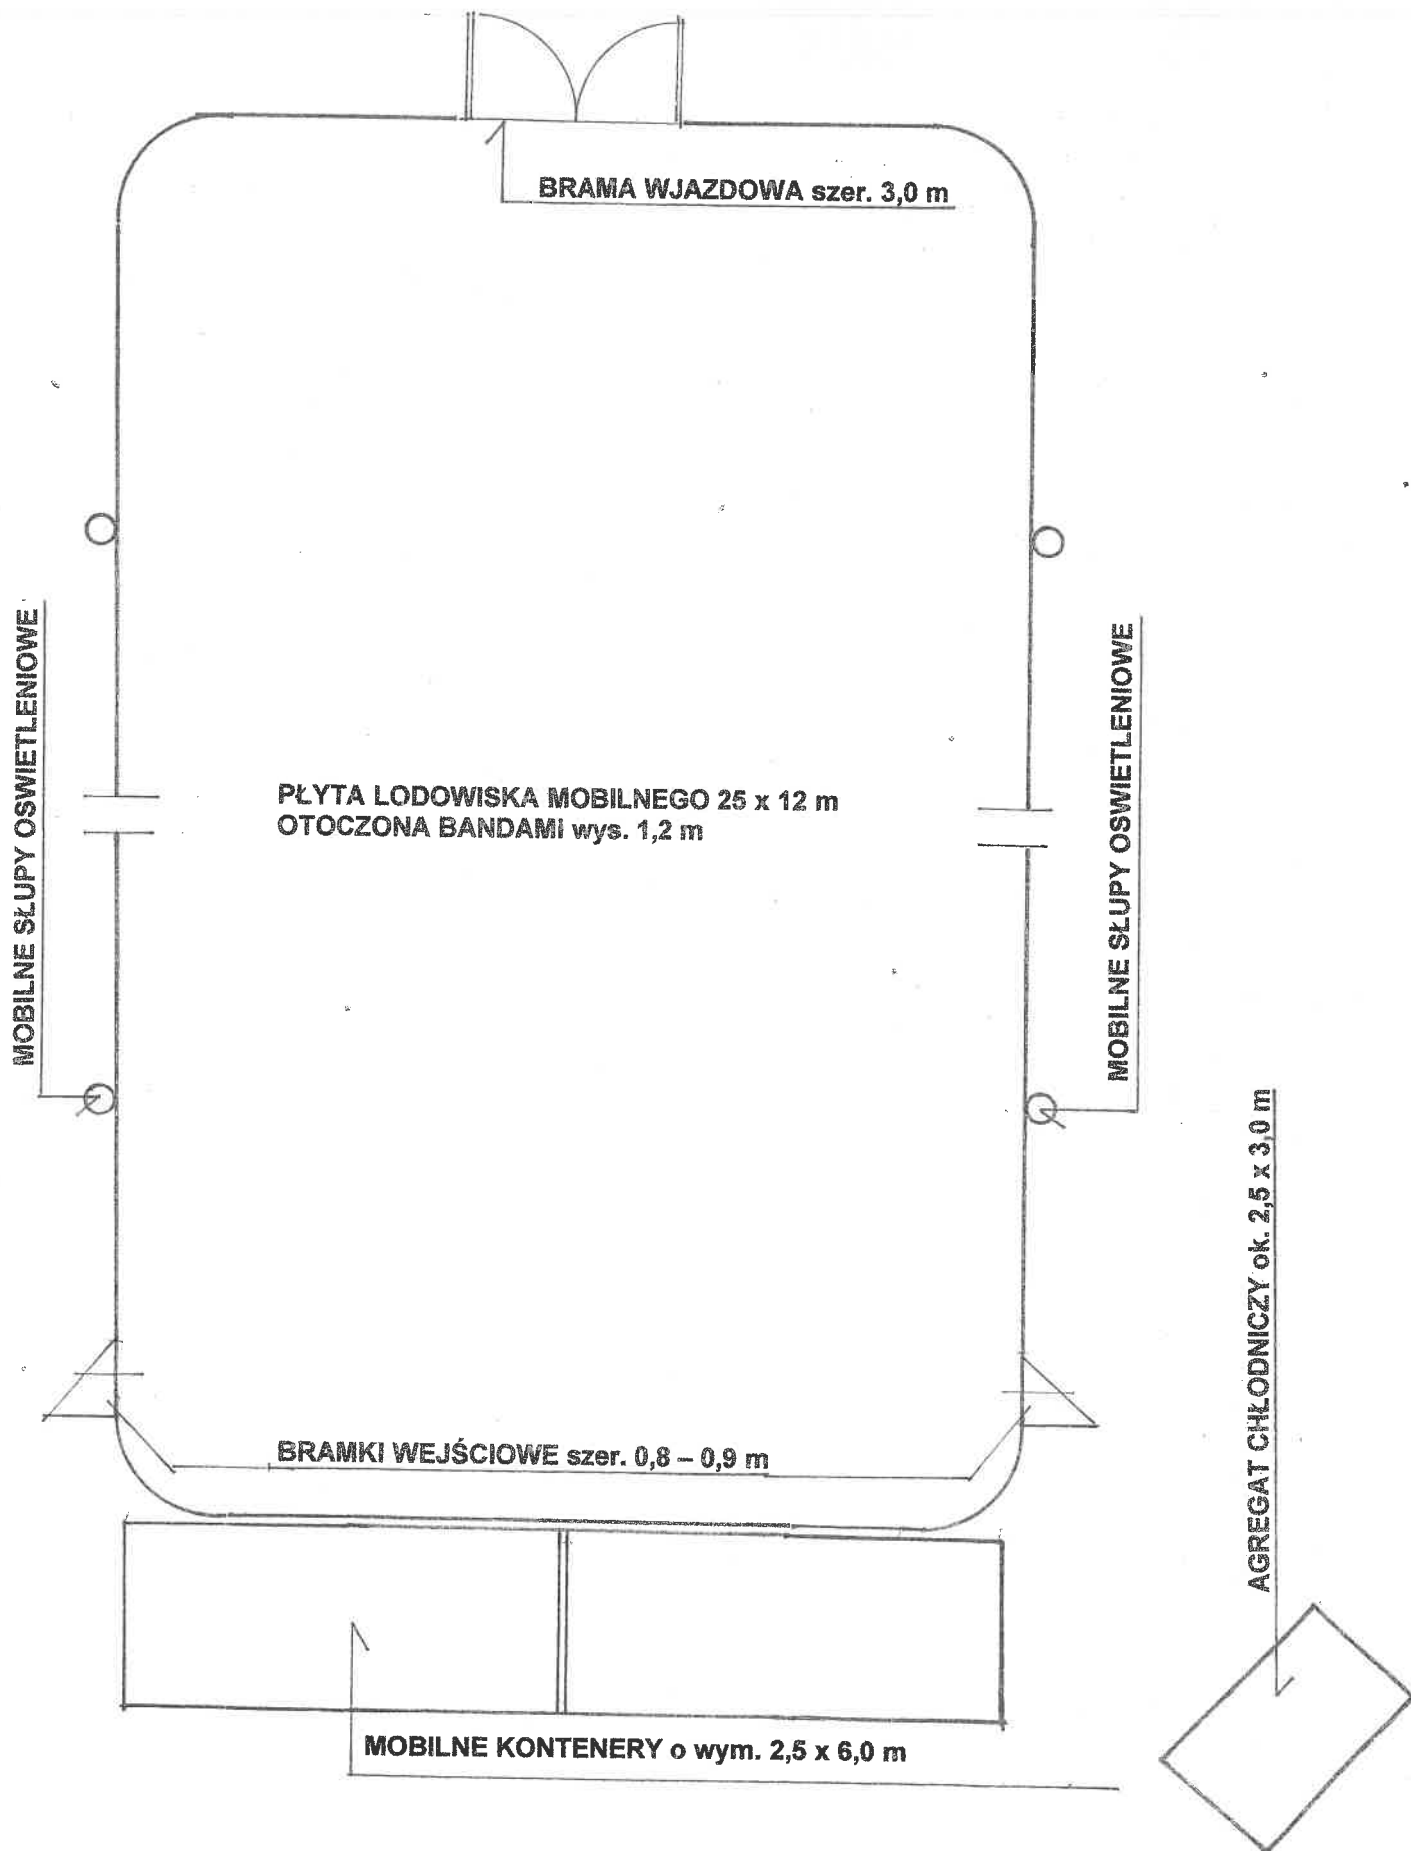 BRAMA WJAZDOWA szer. 3,0 m
MOBILNE SŁUPY OSWIETLENIOWE
MOBILNE SŁUPY OSWIETLENIOWE
PŁYTA LODOWISKA MOBILNEGO 25 x 12 m
OTOCZONA BANDAMI wys. 1,2 m
AGREGAT CHŁODNICZY ok. 2,5 x 3,0 m
BRAMKI WEJŚCIOWE szer. 0,8 – 0,9 m
MOBILNE KONTENERY o wym. 2,5 x 6,0 m